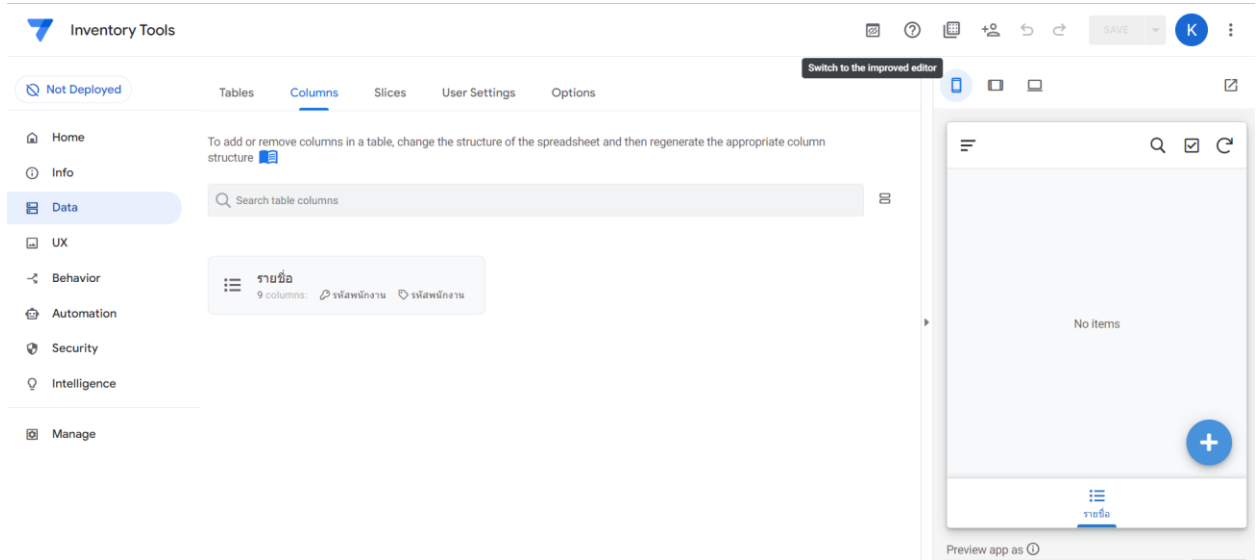 Inventory Tools
SAVE
K
Switch to the improved editor
Not Deployed
Tables Columns Slices User Settings Options
Home
Info
Data
UX
Behavior
Automation
Security
Intelligence
Manage
To add or remove columns in a table, change the structure of the spreadsheet and then regenerate the appropriate column
structure
Search table columns
รายชื่อ
9 columns: รหัสพนักงาน รหัสพนักงาน
No items
รายชื่อ
Preview app as